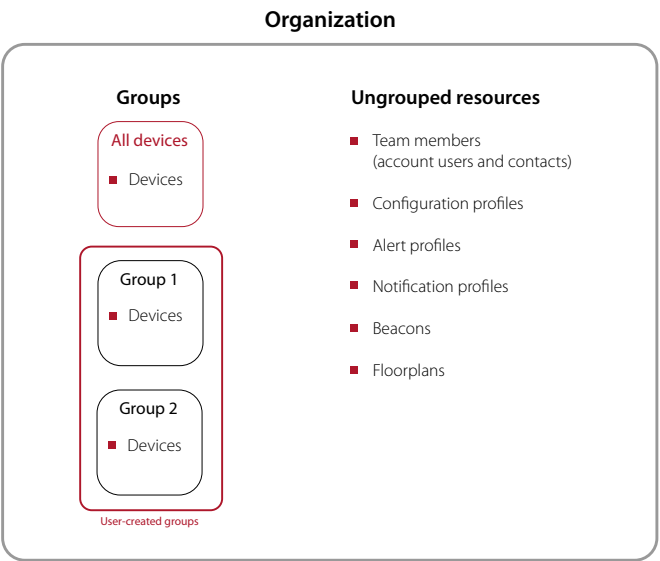 Organization
Groups
All devices
Devices
Group 1
Devices
Group 2
Devices
User-created groups
Ungrouped resources
Team members
(account users and contacts)
Configuration profiles
Alert profiles
Notification profiles
Beacons
Floorplans